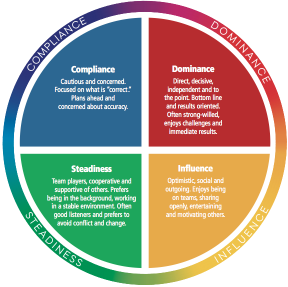 COMPLIANCE
DOMINANCE
Compliance
Cautious and concerned.
Focused on what is "correct."
Plans ahead and
concerned about accuracy.
Dominance
Direct, decisive,
independent and to
the point. Bottom line
and results oriented.
Often strong-willed,
enjoys challenges and
immediate results.
Steadiness
Team players, cooperative and
supportive of others. Prefers
being in the background, working
in a stable environment. Often
good listeners and prefers to
avoid conflict and change.
Influence
Optimistic, social and
outgoing. Enjoys being
on teams, sharing
openly, entertaining
and motivating others.
STEADINESS
INFLUENCE